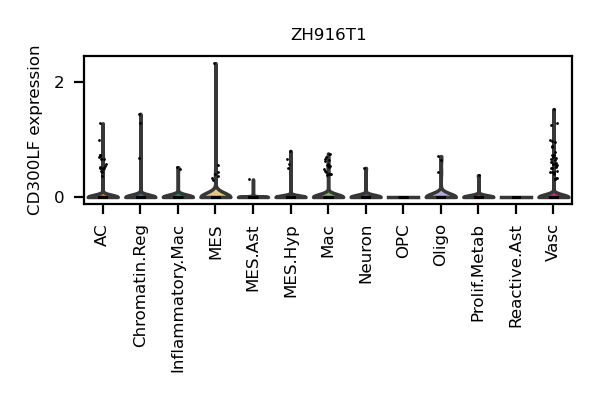 ZH916T1
CD300LF expression
2
0
AC
Chromatin.Reg
Inflammatory.Mac
MES
MES.Ast
MES.Hyp
Mac
Neuron
OPC
Oligo
Prolif.Metab
Reactive.Ast
Vasc